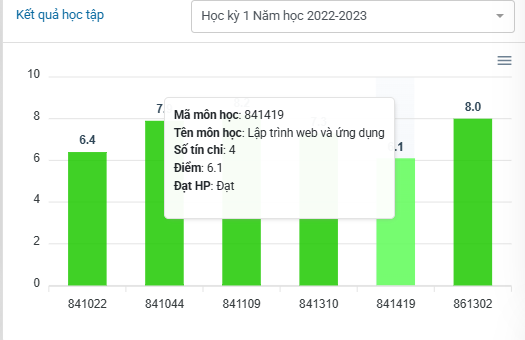 Kết quả học tập
Học kỳ 1 Năm học 2022-2023
10
8
6
4
2
0
6.4
8.0
Mã môn học: 841419
Tên môn học: Lập trình web và ứng dụng
Số tín chỉ: 4
Điểm: 6.1
Đạt HP: Đạt
841022 841044 841109 841310 841419 861302